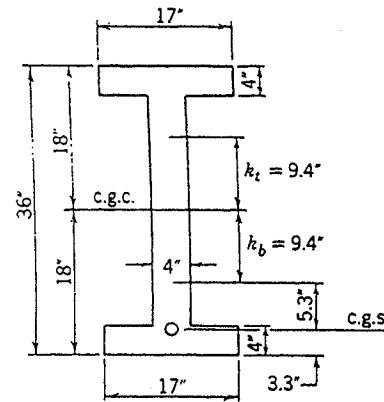 17"
4"
18"
k_t = 9.4"
36"
c.g.c.
k_b = 9.4"
4"
18"
5.3"
c.g.s
4"
3.3"
17"